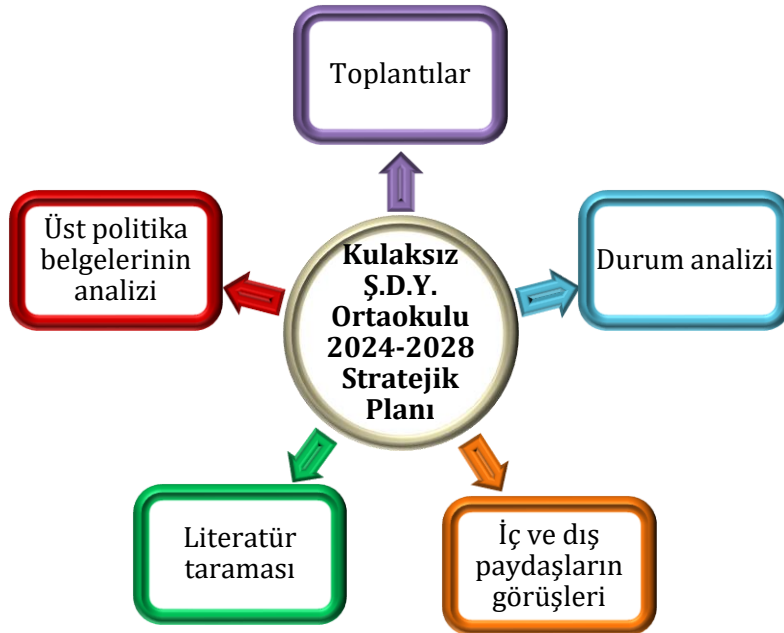 Toplantılar
Üst politika
belgelerinin
analizi
Kulaksız
Ş.D.Y.
Ortaokulu
2024-2028
Stratejik
Planı
Durum analizi
Literatür
taraması
İç ve dış
paydaşların
görüşleri